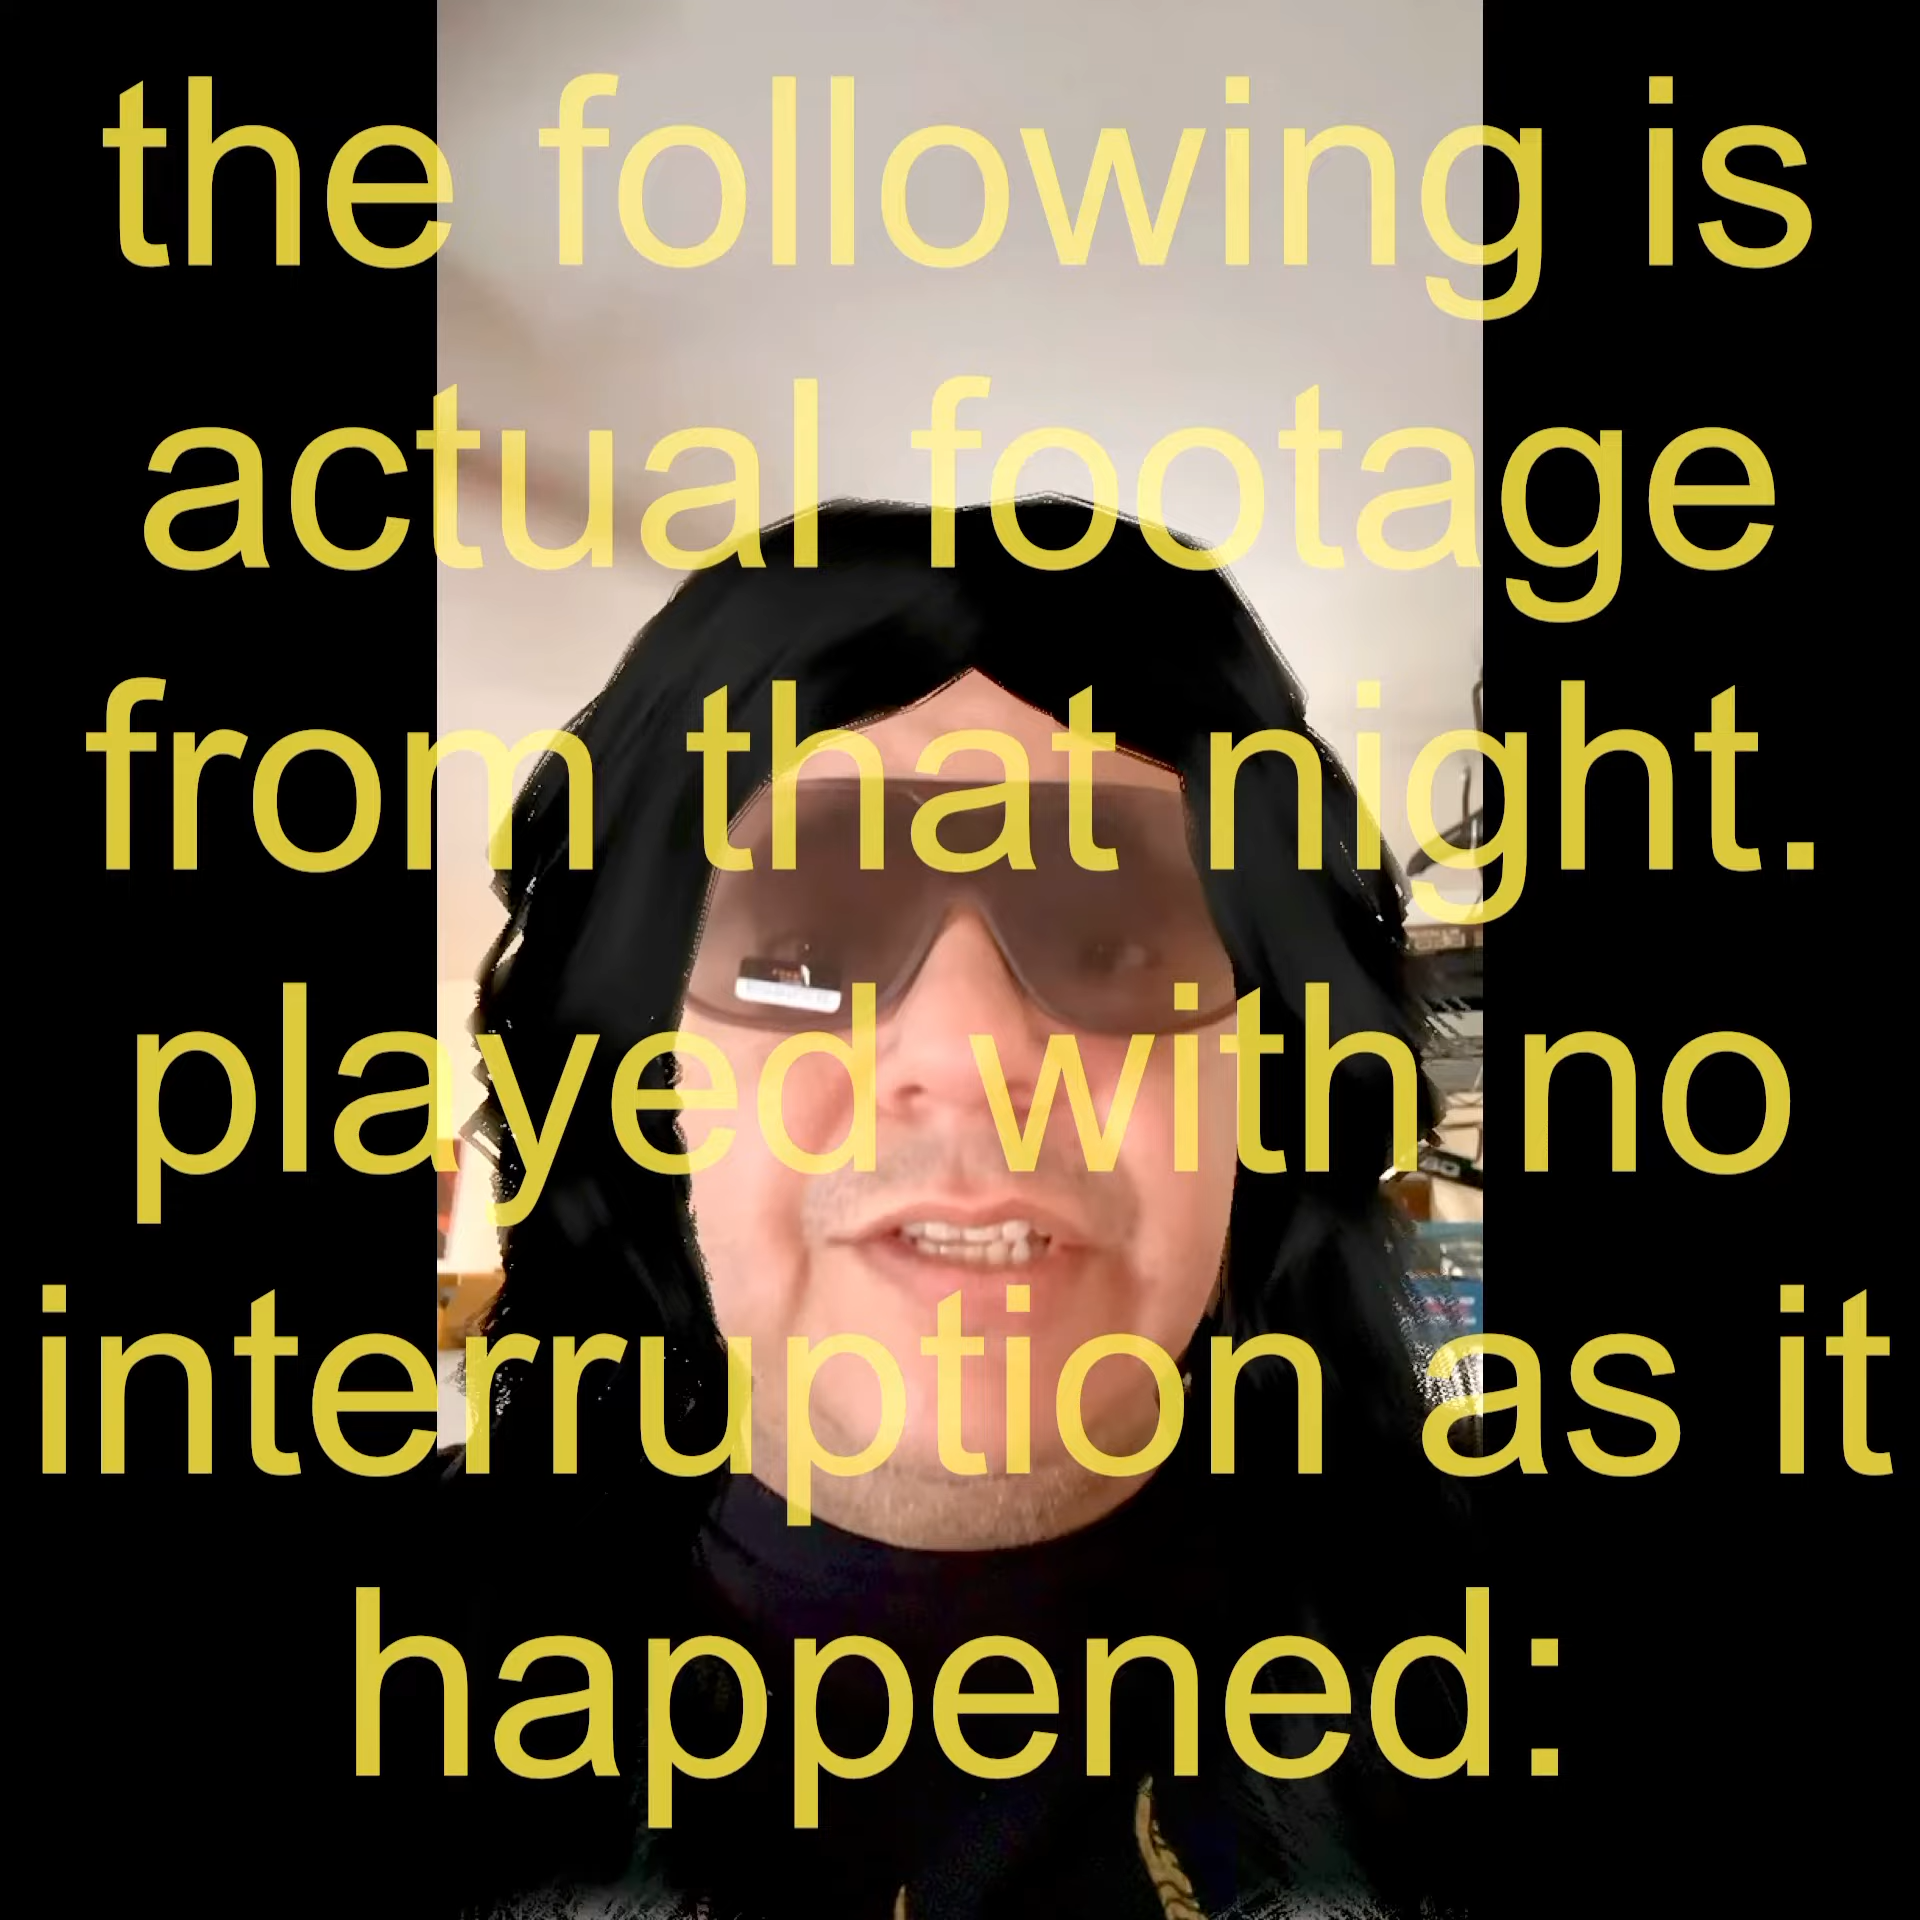 the following is
actual footage
from that night.
played with no
interruption as it
happened: